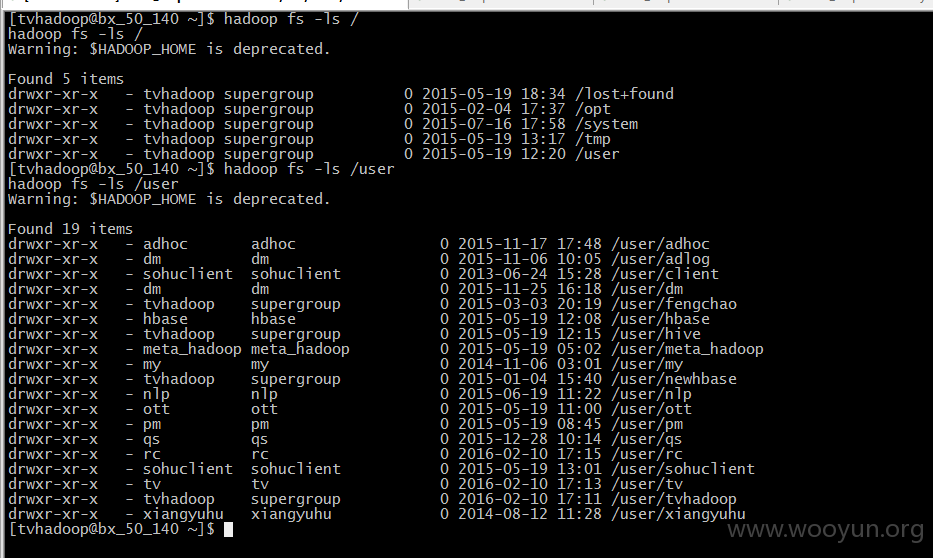 [tvhadoop@bx_50_140 ~]$ hadoop fs -ls /
hadoop fs -ls /
Warning: $HADOOP_HOME is deprecated.
Found 5 items
drwxr-xr-x   - tvhadoop supergroup          0 2015-05-19 18:34 /lost+found
drwxr-xr-x   - tvhadoop supergroup          0 2015-02-04 17:37 /opt
drwxr-xr-x   - tvhadoop supergroup          0 2015-07-16 17:58 /system
drwxr-xr-x   - tvhadoop supergroup          0 2015-05-19 13:17 /tmp
drwxr-xr-x   - tvhadoop supergroup          0 2015-05-19 12:20 /user
[tvhadoop@bx_50_140 ~]$ hadoop fs -ls /user
hadoop fs -ls /user
Warning: $HADOOP_HOME is deprecated.
Found 19 items
drwxr-xr-x   - adhoc       adhoc                0 2015-11-17 17:48 /user/adhoc
drwxr-xr-x   - dm          dm                   0 2015-11-06 10:05 /user/adlog
drwxr-xr-x   - sohuclient  sohuclient           0 2013-06-24 15:28 /user/client
drwxr-xr-x   - dm          dm                   0 2015-11-25 16:18 /user/dm
drwxr-xr-x   - tvhadoop    supergroup           0 2015-03-03 20:19 /user/fengchao
drwxr-xr-x   - hbase       hbase                0 2015-05-19 12:08 /user/hbase
drwxr-xr-x   - tvhadoop    supergroup           0 2015-05-19 12:15 /user/hive
drwxr-xr-x   - meta_hadoop meta_hadoop          0 2015-05-19 05:02 /user/meta_hadoop
drwxr-xr-x   - my          my                   0 2014-11-06 03:01 /user/my
drwxr-xr-x   - tvhadoop    supergroup           0 2015-01-04 15:40 /user/newhbase
drwxr-xr-x   - nlp         nlp                  0 2015-06-19 11:22 /user/nlp
drwxr-xr-x   - ott         ott                  0 2015-05-19 11:00 /user/ott
drwxr-xr-x   - pm          pm                   0 2015-05-19 08:45 /user/pm
drwxr-xr-x   - qs          qs                   0 2015-12-28 10:14 /user/qs
drwxr-xr-x   - rc          rc                   0 2016-02-10 17:15 /user/rc
drwxr-xr-x   - sohuclient  sohuclient           0 2015-05-19 13:01 /user/sohuclient
drwxr-xr-x   - tv          tv                   0 2016-02-10 17:13 /user/tv
drwxr-xr-x   - tvhadoop    supergroup           0 2016-02-10 17:11 /user/tvhadoop
drwxr-xr-x   - xiangyuhu   xiangyuhu            0 2014-08-12 11:28 /user/xiangyuhu
[tvhadoop@bx_50_140 ~]$
www.wooyun.org